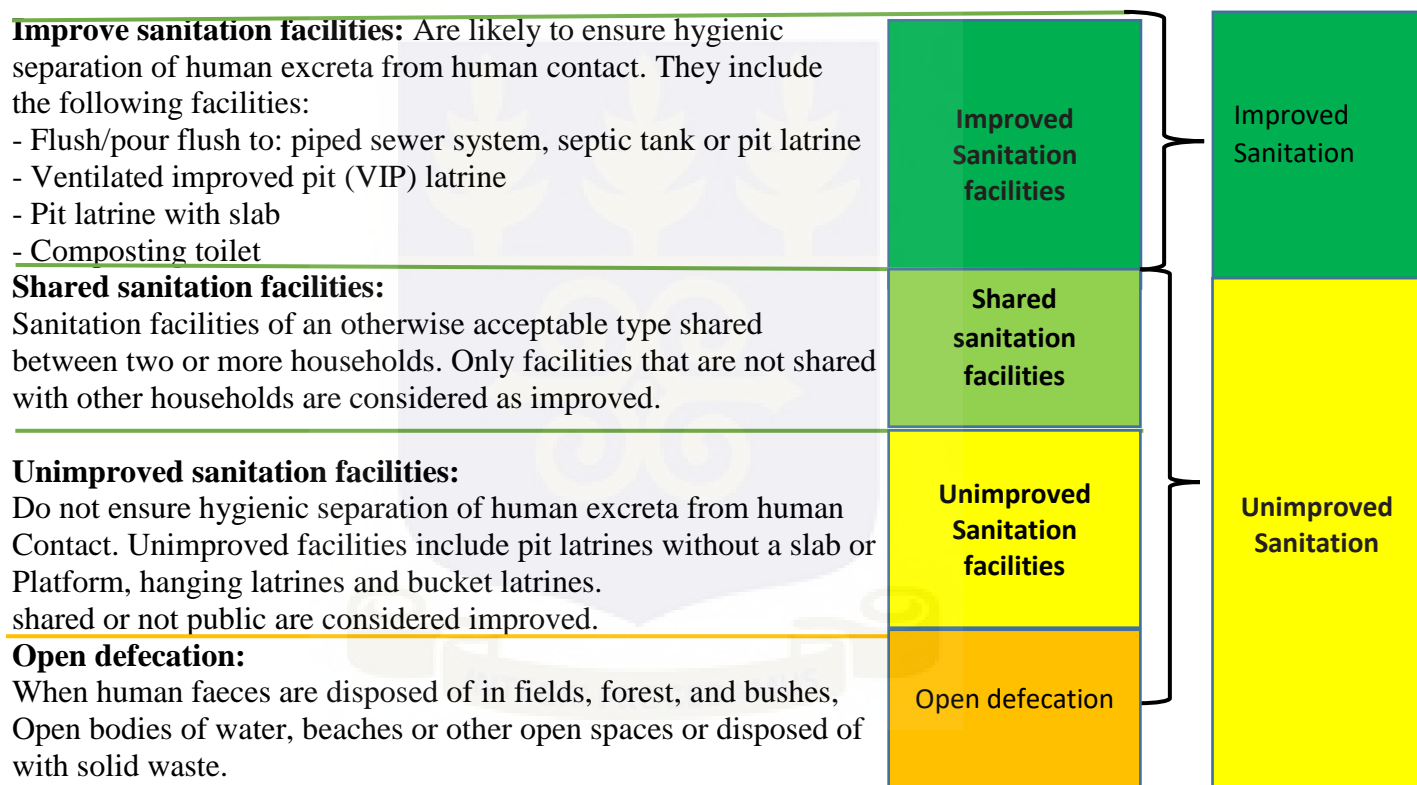 Improve sanitation facilities: Are likely to ensure hygienic
separation of human excreta from human contact. They include
the following facilities:
- Flush/pour flush to: piped sewer system, septic tank or pit latrine
- Ventilated improved pit (VIP) latrine
- Pit latrine with slab
- Composting toilet
Shared sanitation facilities:
Sanitation facilities of an otherwise acceptable type shared
between two or more households. Only facilities that are not shared
with other households are considered as improved.
Unimproved sanitation facilities:
Do not ensure hygienic separation of human excreta from human
Contact. Unimproved facilities include pit latrines without a slab or
Platform, hanging latrines and bucket latrines.
shared or not public are considered improved.
Open defecation:
When human faeces are disposed of in fields, forest, and bushes,
Open bodies of water, beaches or other open spaces or disposed of
with solid waste.
Improved
Sanitation
facilities
Shared
sanitation
facilities
Unimproved
Sanitation
facilities
Open defecation
Improved
Sanitation
Unimproved
Sanitation